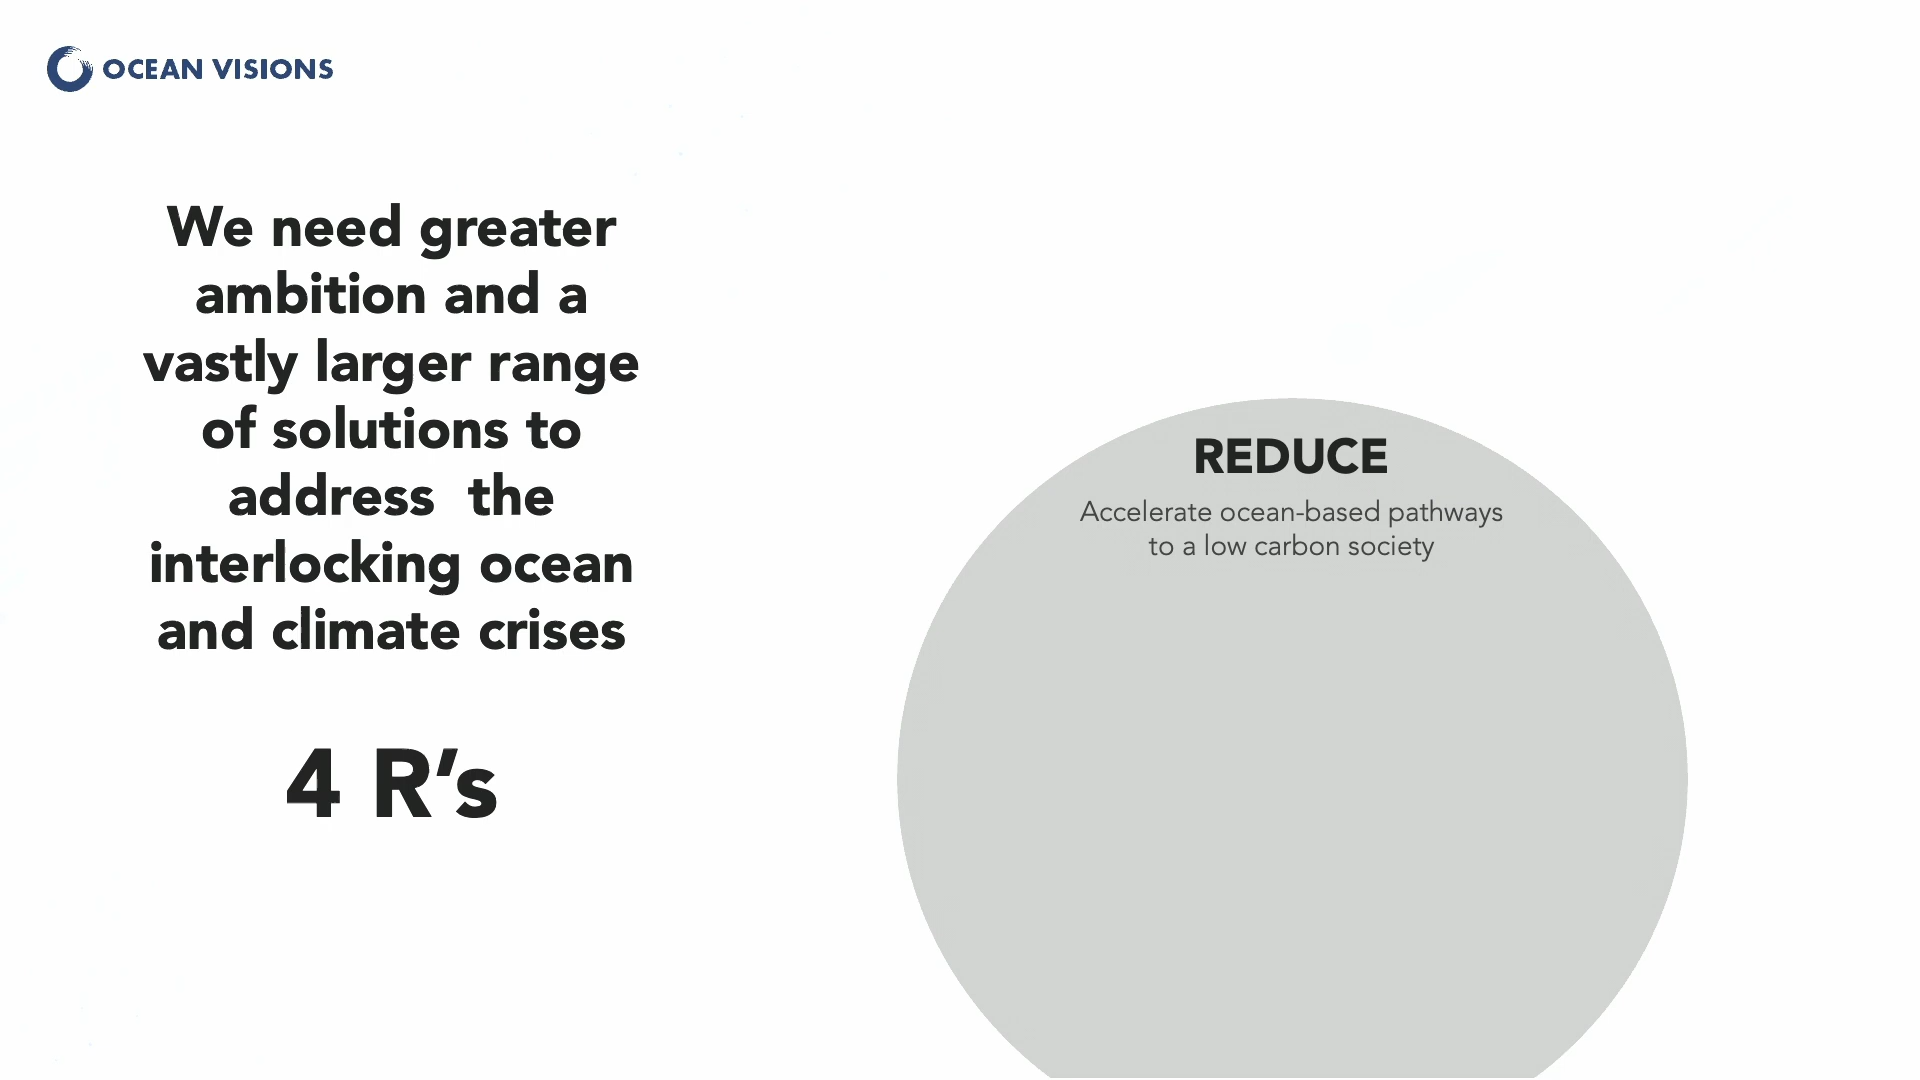 OCEAN VISIONS
We need greater
ambition and a
vastly larger range
of solutions to
address  the
interlocking ocean
and climate crises
4 R’s
REDUCE
Accelerate ocean-based pathways
to a low carbon society